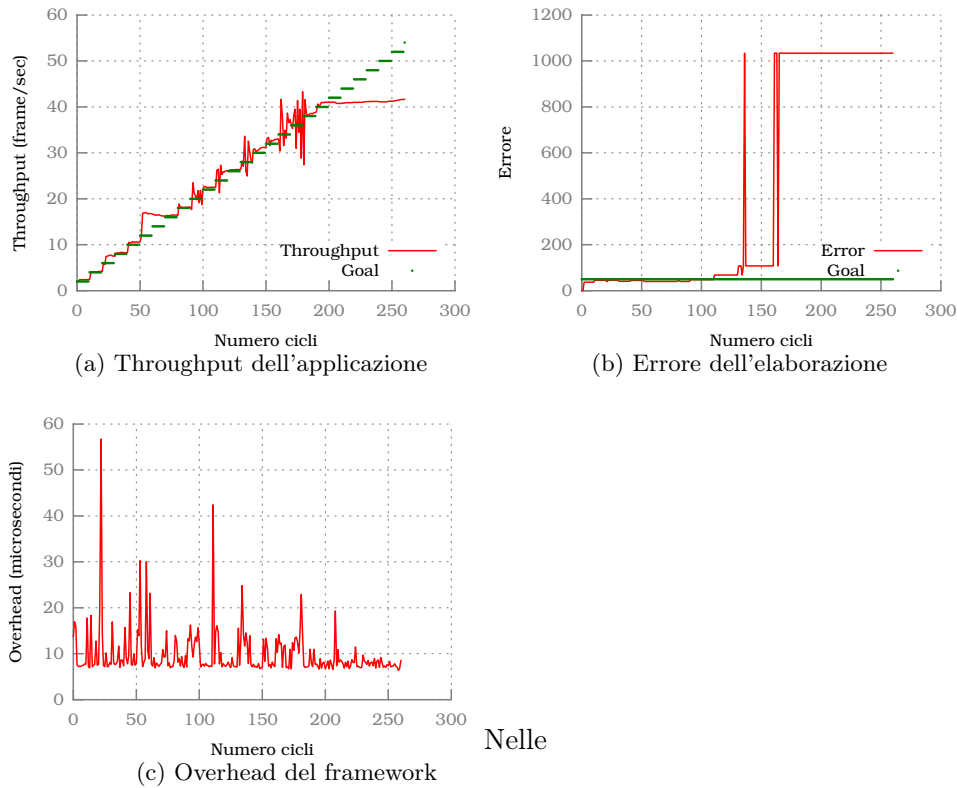 60
50
40
30
20
10
0
0 50 100 150 200 250 300
Throughput (frame/sec)
Numero cicli
Throughput
Goal
(a) Throughput dell'applicazione
1200
1000
800
600
400
200
0
0 50 100 150 200 250 300
Errore
Numero cicli
Error
Goal
(b) Errore dell'elaborazione
60
50
40
30
20
10
0
0 50 100 150 200 250 300
Overhead (microsecondi)
Numero cicli
(c) Overhead del framework
Nelle